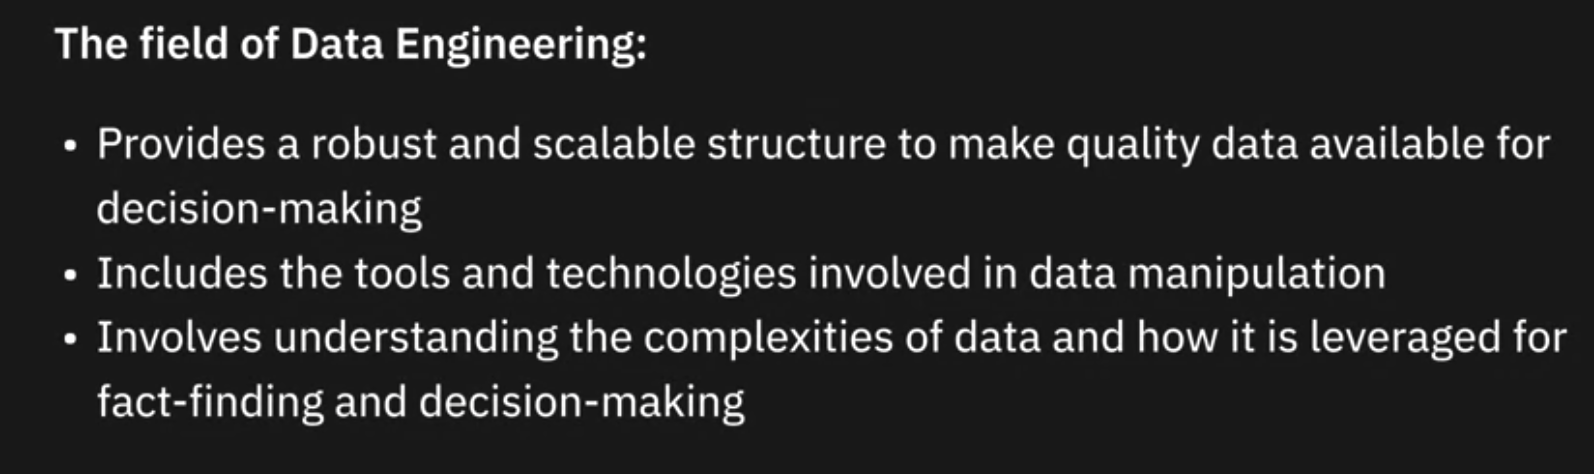 The field of Data Engineering:
• Provides a robust and scalable structure to make quality data available for
decision-making
• Includes the tools and technologies involved in data manipulation
• Involves understanding the complexities of data and how it is leveraged for
fact-finding and decision-making